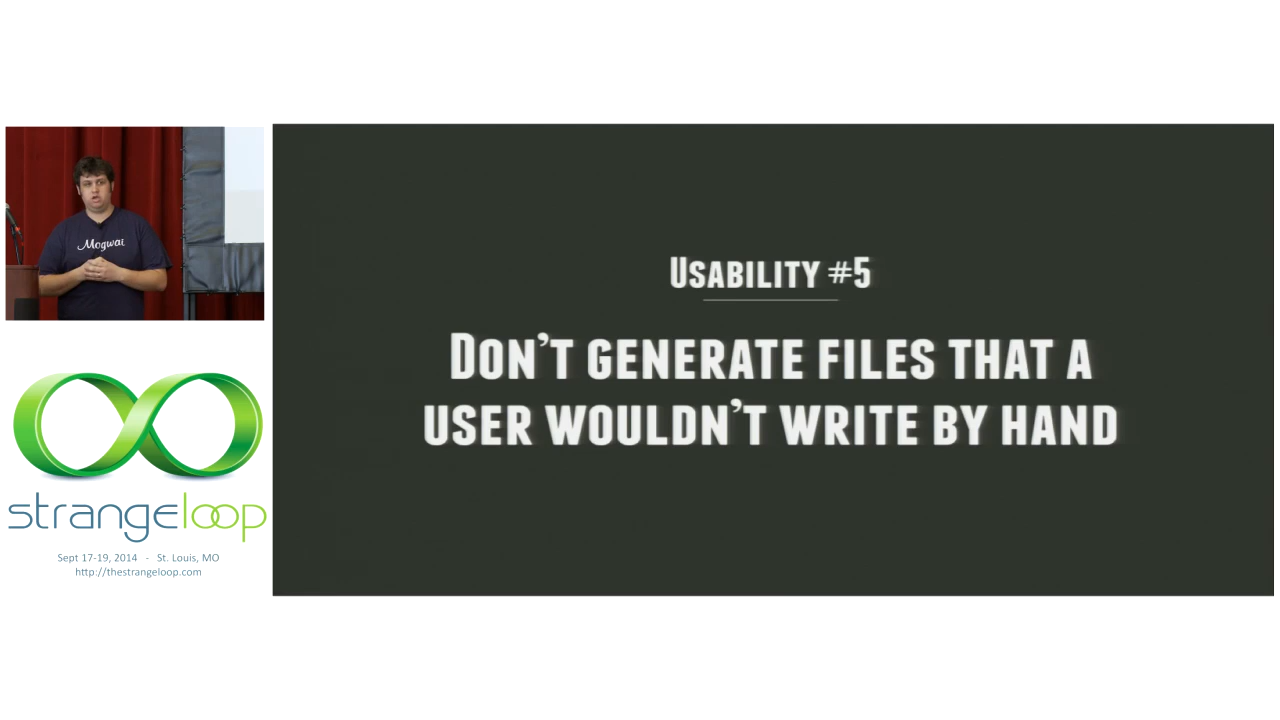 Mogwai
strangeloop
Sept 17-19, 2014 - St. Louis, MO
http://thestrangeloop.com
Usability #5
Don't generate files that a
user wouldn't write by hand